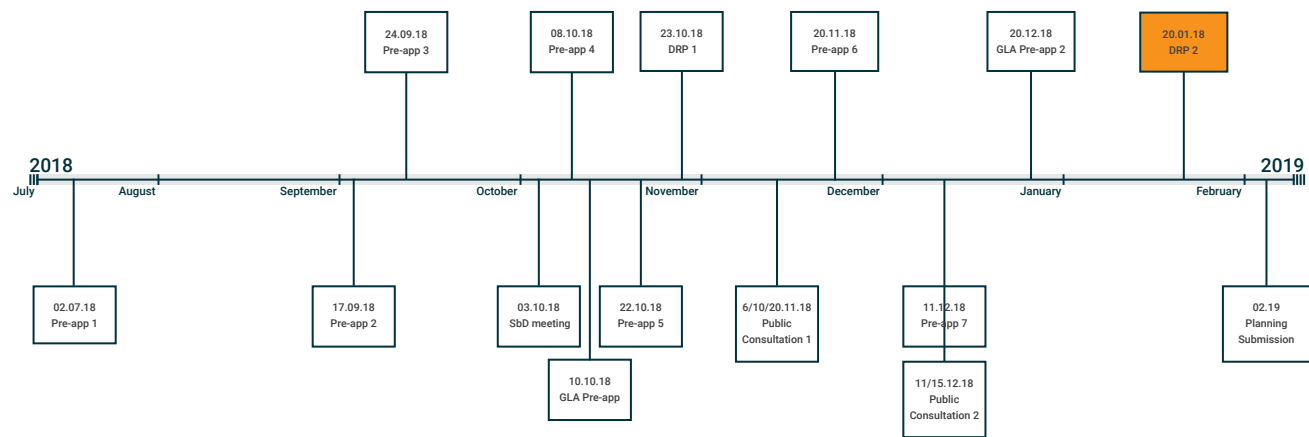 24.09.18
Pre-app 3
08.10.18
Pre-app 4
23.10.18
DRP 1
20.11.18
Pre-app 6
20.12.18
GLA Pre-app 2
20.01.18
DRP 2
2018
2019
July
August
September
October
November
December
January
February
02.07.18
Pre-app 1
17.09.18
Pre-app 2
03.10.18
SbD meeting
22.10.18
Pre-app 5
6/10/20.11.18
Public
Consultation 1
11.12.18
Pre-app 7
02.19
Planning
Submission
10.10.18
GLA Pre-app
11/15.12.18
Public
Consultation 2